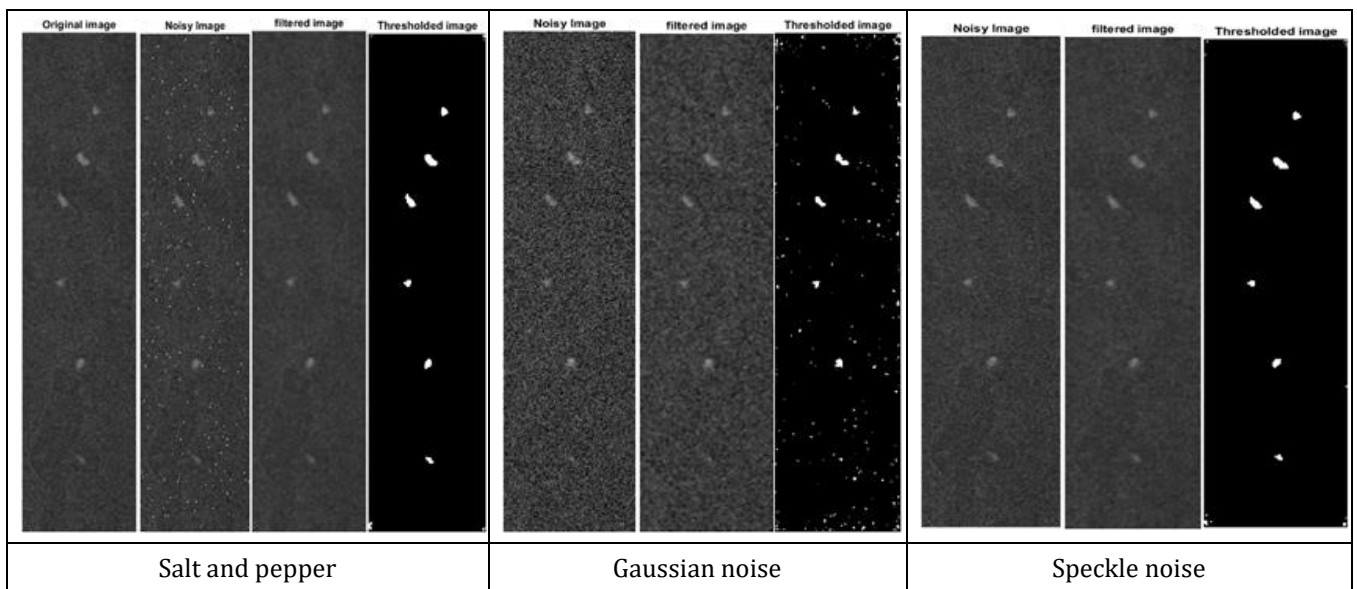 Original image Noisy Image filtered image Thresholded image
Noisy Image filtered image Thresholded image
Noisy Image filtered image Thresholded image
Salt and pepper
Gaussian noise
Speckle noise